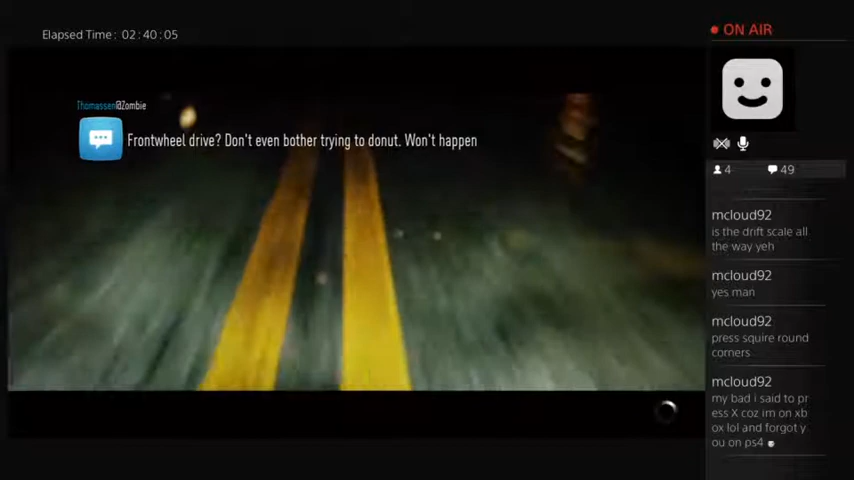 Elapsed Time: 02:40:05
ON AIR
Thomassen@Zombie
Frontwheel drive? Don't even bother trying to donut. Won't happen
4 49
mcloud92
is the drift scale all
the way yeh
mcloud92
yes man
mcloud92
press squire round
corners
mcloud92
my bad i said to pr
ess X coz im on xb
ox lol and forgot y
ou on ps4